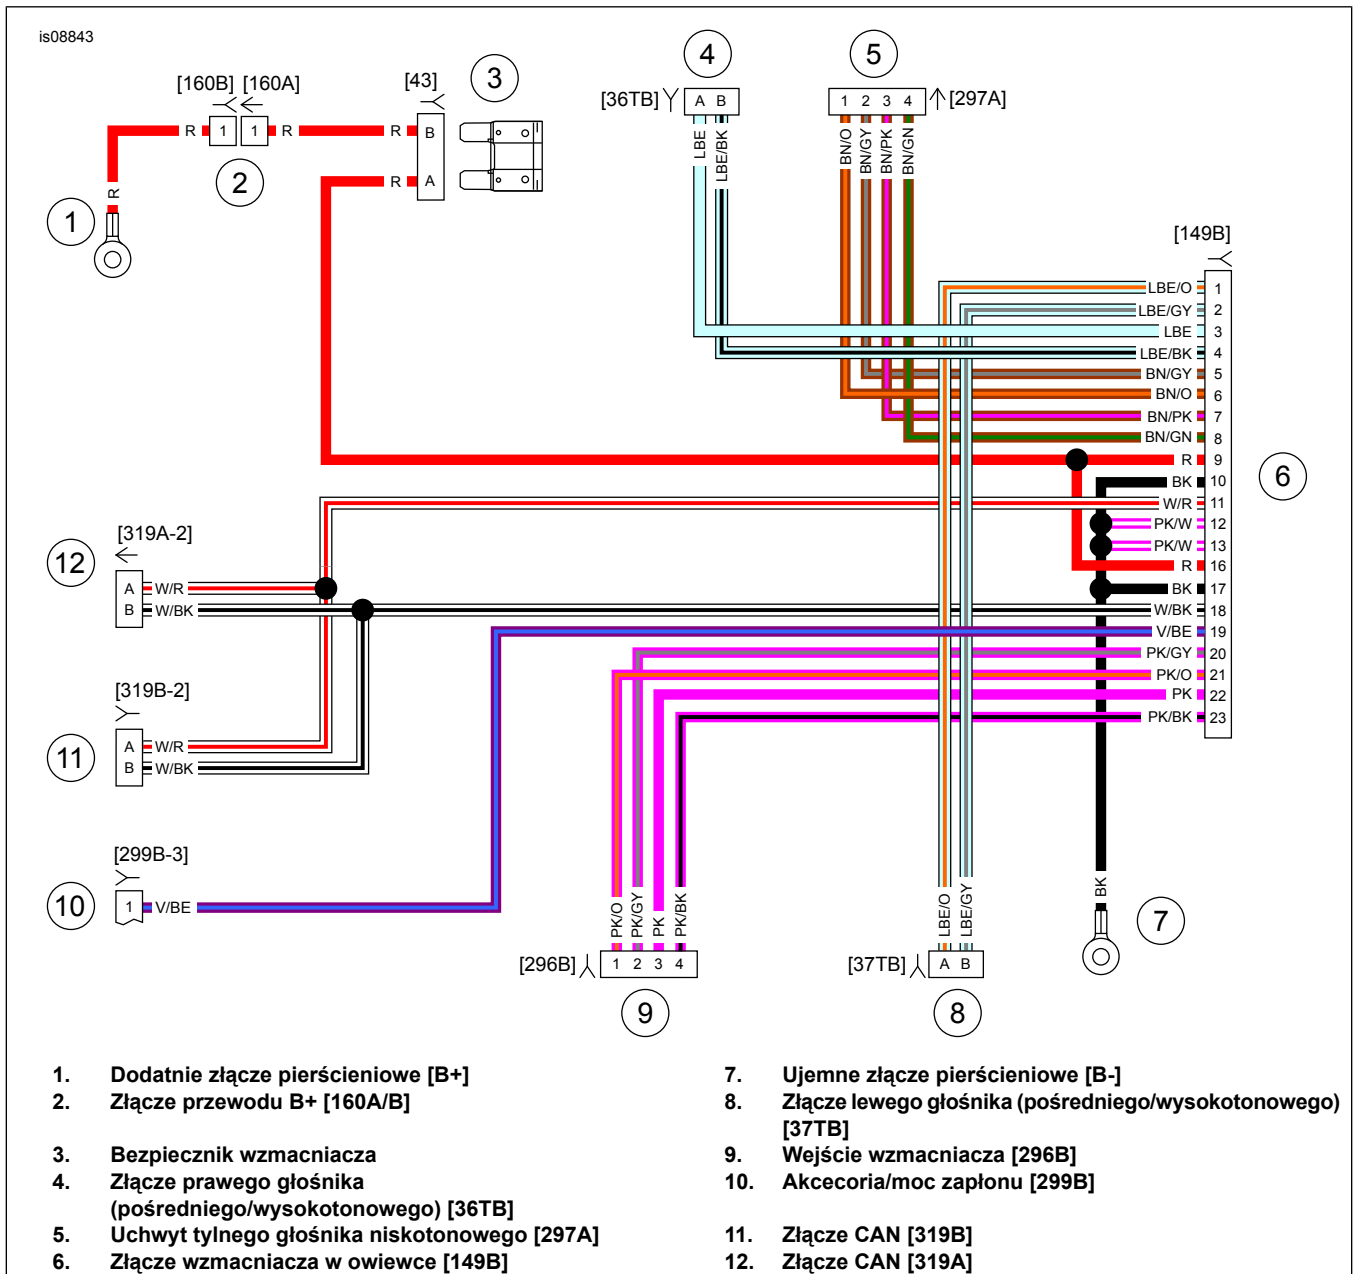 is08843
[160B] [160A]
[43]
3
4
5
[36TB]
A B
1 2 3 4
[297A]
R
1
1
R
R
B
2
R
A
R
1
LBE
LBE/BK
BN/O
BN/GY
BN/PK
BN/GN
[149B]
LBE/O 1
LBE/GY 2
LBE 3
LBE/BK 4
BN/GY 5
BN/O 6
BN/PK 7
BN/GN 8
R 9
BK 10
W/R 11
PK/W 12
PK/W 13
R 16
BK 17
W/BK 18
V/BE 19
PK/GY 20
PK/O 21
PK 22
PK/BK 23
6
[319A-2]
12
A W/R
B W/BK
[319B-2]
11
A W/R
B W/BK
[299B-3]
10
1 V/BE
PK/O
PK/GY
PK
PK/BK
[296B]
1 2 3 4
9
LBE/O
LBE/GY
[37TB]
A B
8
BK
7
1. Dodatnie złącze pierścieniowe [B+]
2. Złącze przewodu B+ [160A/B]
3. Bezpiecznik wzmacniacza
4. Złącze prawego głośnika
(pośredniego/wysokotonowego) [36TB]
5. Uchwyt tylnego głośnika niskotonowego [297A]
6. Złącze wzmacniacza w owiewce [149B]
7. Ujemne złącze pierścieniowe [B-]
8. Złącze lewego głośnika (pośredniego/wysokotonowego)
[37TB]
9. Wejście wzmacniacza [296B]
10. Akcecoria/moc zapłonu [299B]
11. Złącze CAN [319B]
12. Złącze CAN [319A]